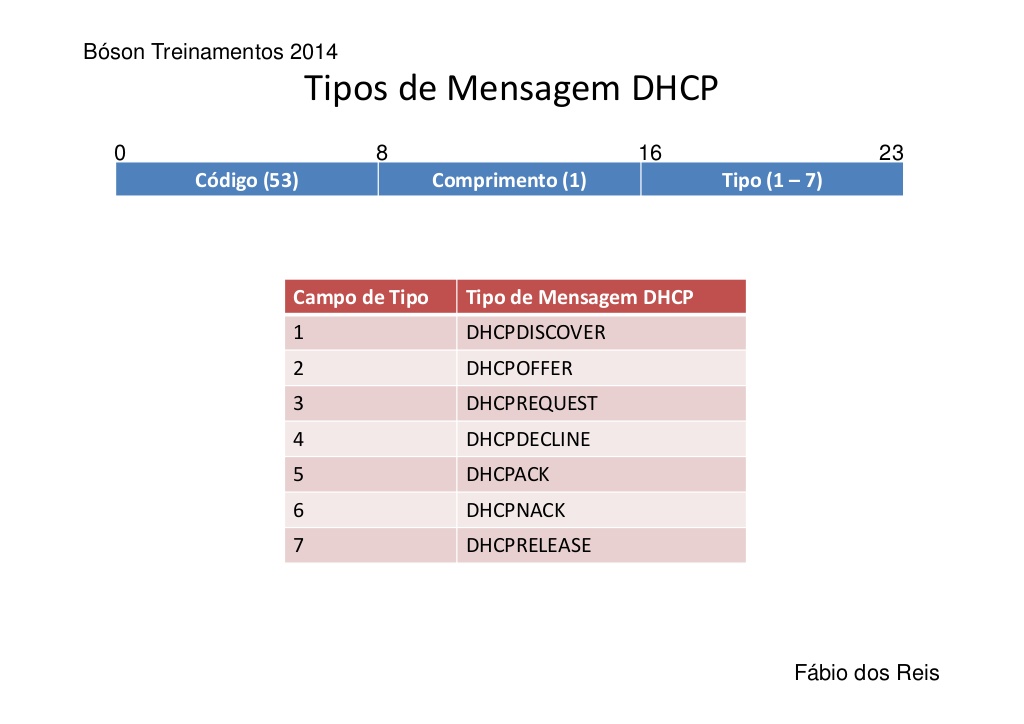 Bóson Treinamentos 2014
Tipos de Mensagem DHCP
0 8 16 23
Código (53) Comprimento (1) Tipo (1 – 7)
Campo de Tipo Tipo de Mensagem DHCP
1 DHCPDISCOVER
2 DHCPOFFER
3 DHCPREQUEST
4 DHCPDECLINE
5 DHCPACK
6 DHCPNACK
7 DHCPRELEASE
Fábio dos Reis